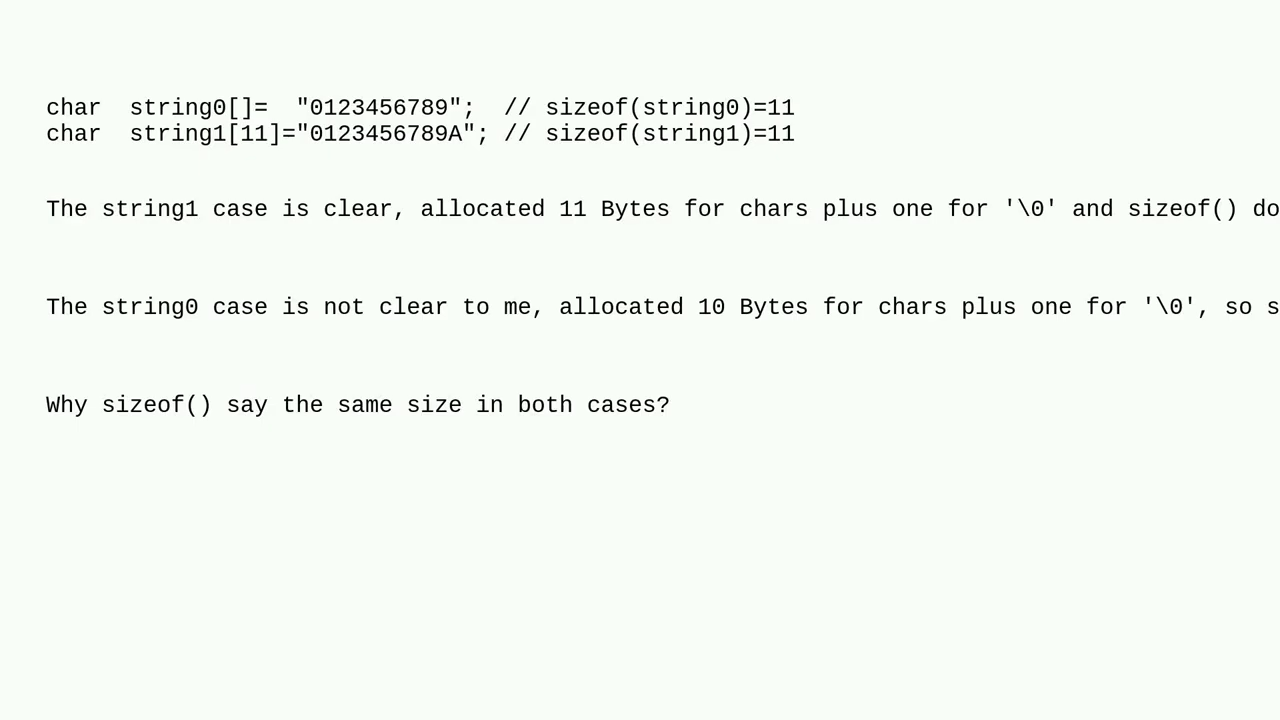 char  string0[]=  "0123456789";  // sizeof(string0)=11
char  string1[11]="0123456789A"; // sizeof(string1)=11
The string1 case is clear, allocated 11 Bytes for chars plus one for '\0' and sizeof() do
The string0 case is not clear to me, allocated 10 Bytes for chars plus one for '\0', so s
Why sizeof() say the same size in both cases?